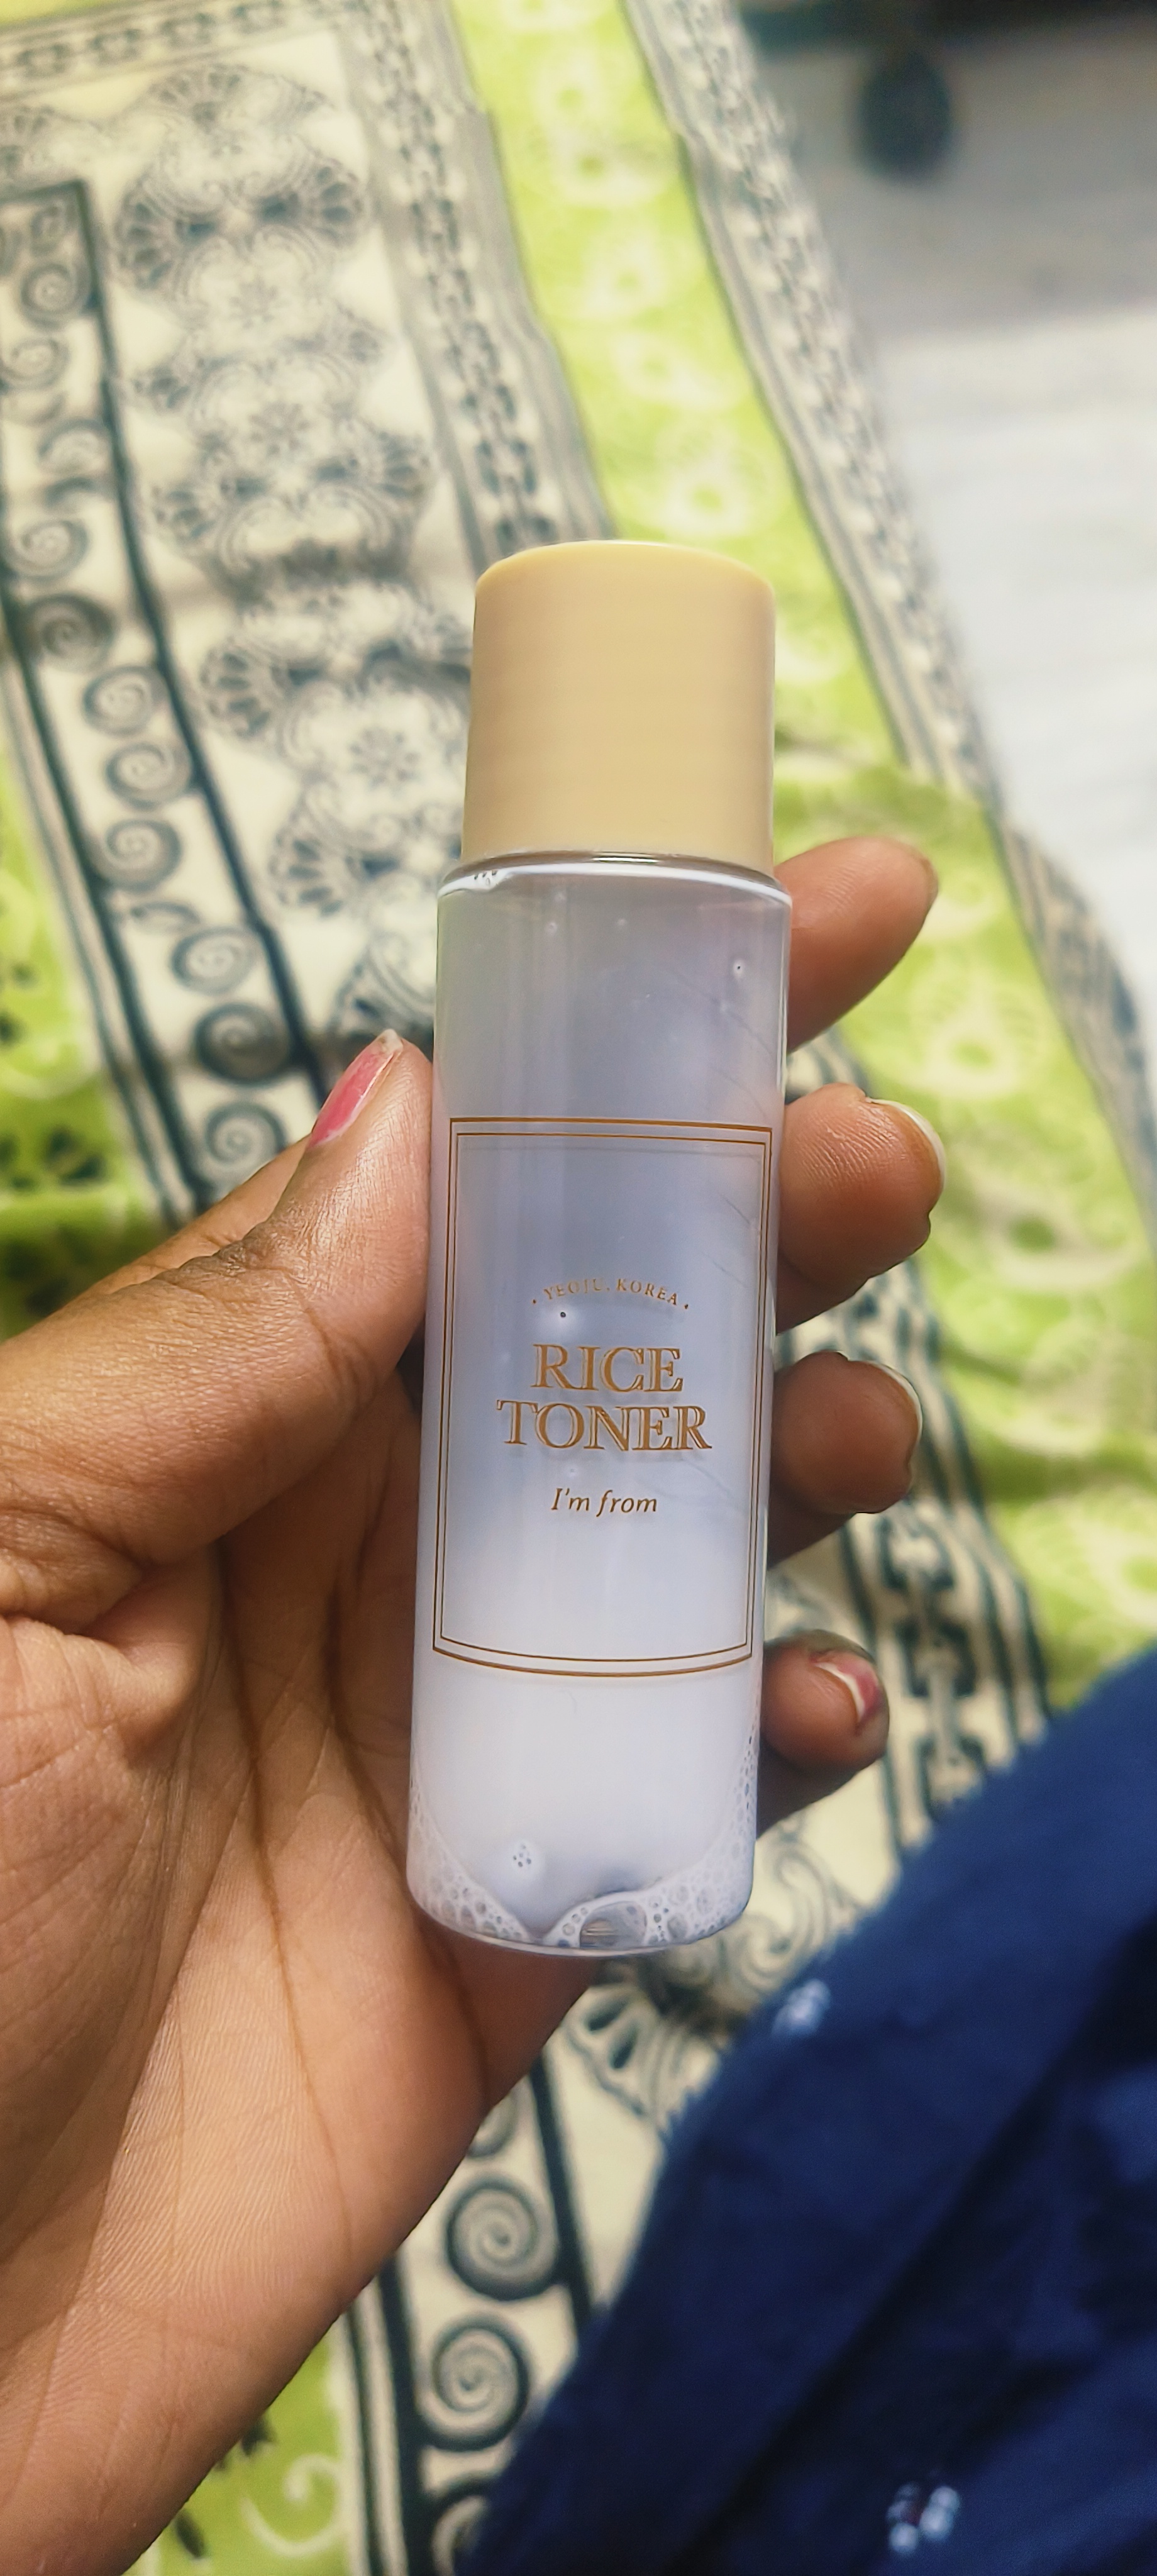 · YEOJU, KOREA ·
RICE
TONER
I'm from